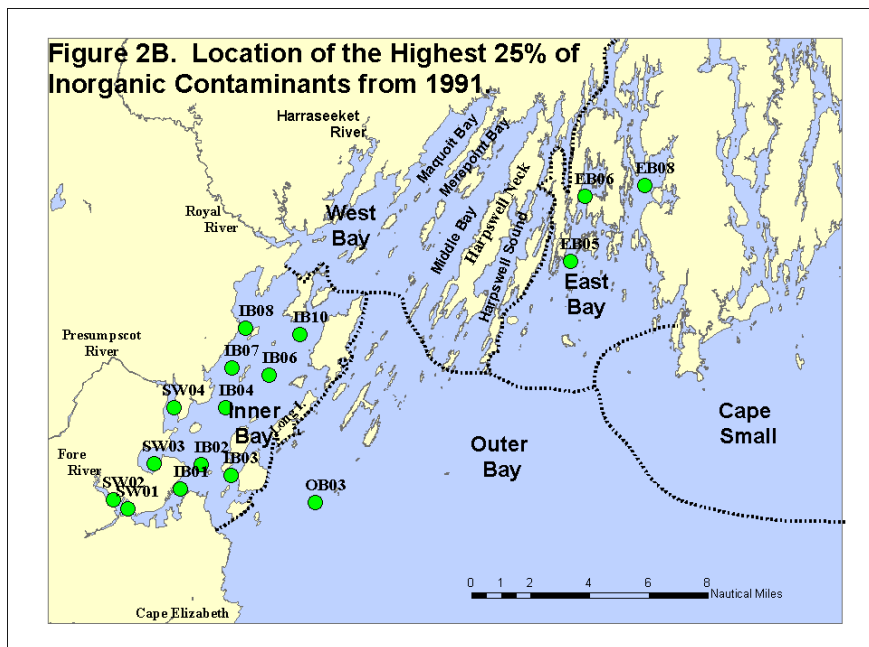 Figure 2B. Location of the Highest 25% of
Inorganic Contaminants from 1991.
Harraseeket
River
Maquoit Bay
Merepoint Bay
Royal
River
West
Bay
Middle Bay
Harpswell Neck
Harpswell Sound
EB06
EB08
EB05
East
Bay
IB08
IB10
Presumpscot
River
IB07
IB06
SW04
IB04
Inner
Bay
Long I.
Cape
Small
Outer
Bay
SW03
IB02
Fore
River
IB01
IB03
SW02
SW01
OB03
0 2 4 6 8
Nautical Miles
Cape Elizabeth